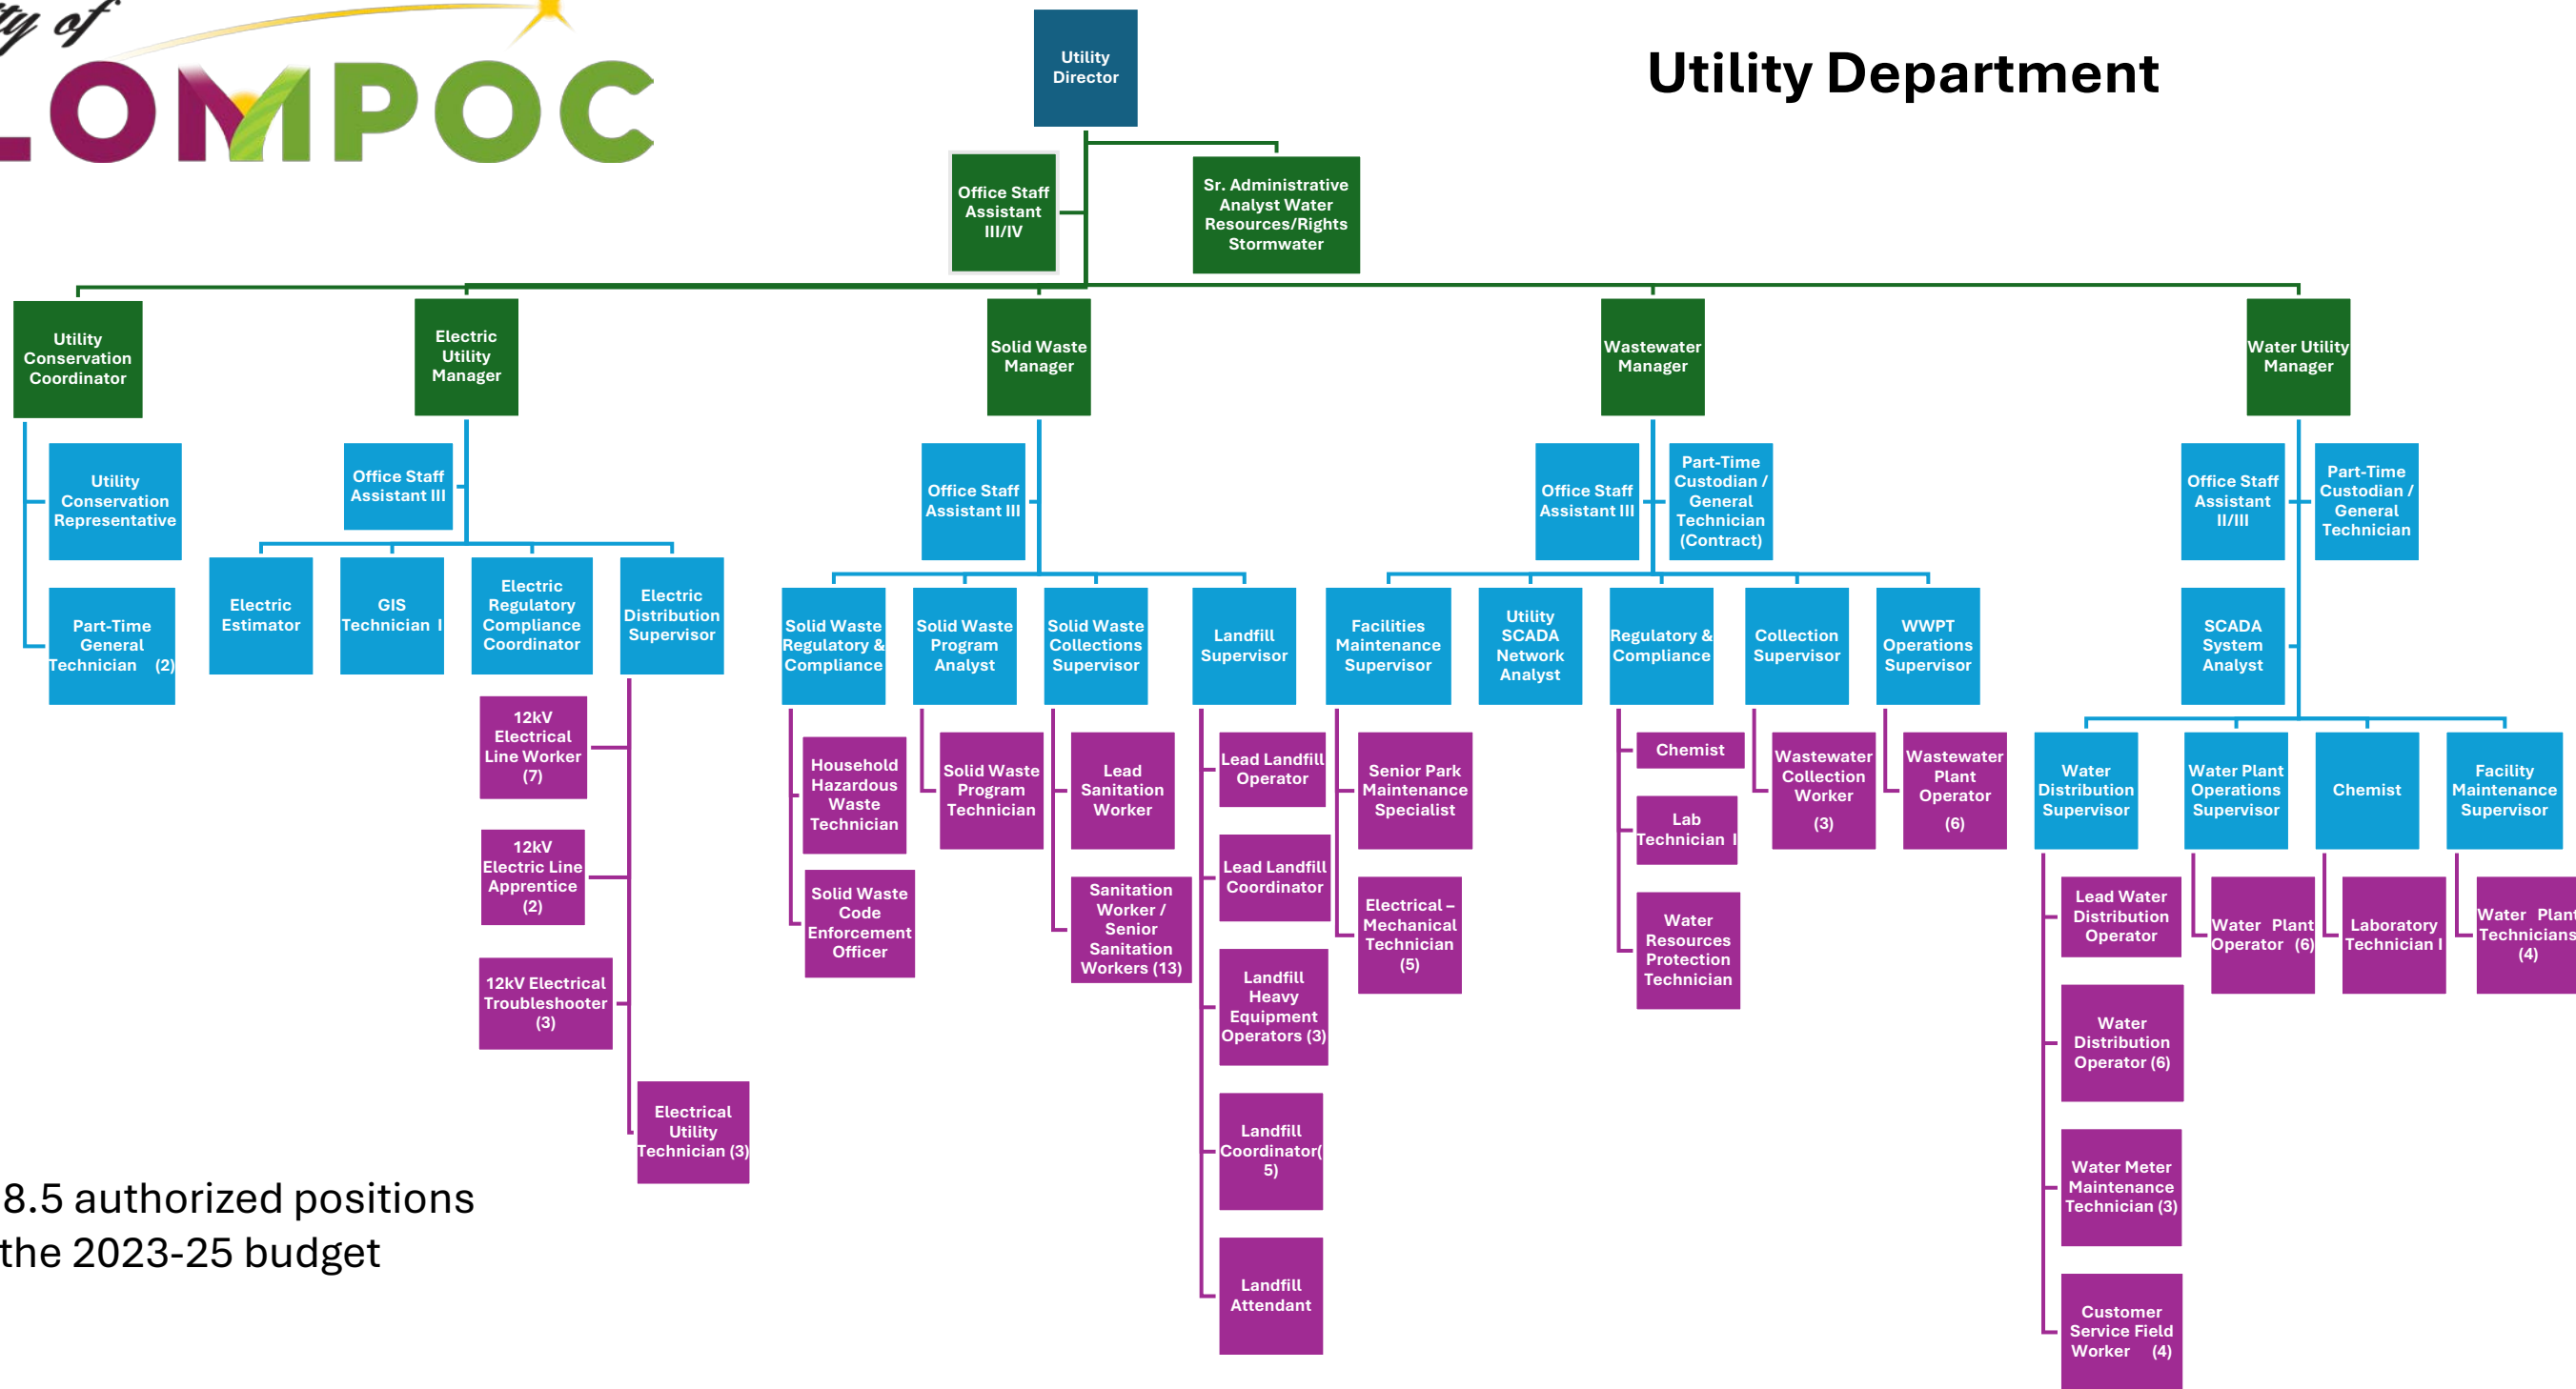 ty of
LOMPOC
Utility Department
Utility
Director
Office Staff
Assistant
III/IV
Sr. Administrative
Analyst Water
Resources/Rights
Stormwater
Utility
Conservation
Coordinator
Electric
Utility
Manager
Solid Waste
Manager
Wastewater
Manager
Water Utility
Manager
Utility
Conservation
Representative
Part-Time
General
Technician (2)
Office Staff
Assistant III
Electric
Estimator
GIS
Technician I
Electric
Regulatory
Compliance
Coordinator
Electric
Distribution
Supervisor
12kV
Electrical
Line Worker
(7)
12kV
Electric Line
Apprentice
(2)
12kV Electrical
Troubleshooter
(3)
Electrical
Utility
Technician (3)
Office Staff
Assistant III
Solid Waste
Regulatory &
Compliance
Solid Waste
Program
Analyst
Solid Waste
Collections
Supervisor
Landfill
Supervisor
Household
Hazardous
Waste
Technician
Solid Waste
Code
Enforcement
Officer
Solid Waste
Program
Technician
Lead
Sanitation
Worker
Sanitation
Worker /
Senior
Sanitation
Workers (13)
Lead Landfill
Operator
Lead Landfill
Coordinator
Landfill
Heavy
Equipment
Operators (3)
Landfill
Coordinator(
5)
Landfill
Attendant
Office Staff
Assistant III
Part-Time
Custodian /
General
Technician
(Contract)
Facilities
Maintenance
Supervisor
Utility
SCADA
Network
Analyst
Regulatory &
Compliance
Collection
Supervisor
WWPT
Operations
Supervisor
Senior Park
Maintenance
Specialist
Electrical –
Mechanical
Technician
(5)
Chemist
Lab
Technician I
Water
Resources
Protection
Technician
Wastewater
Collection
Worker
(3)
Wastewater
Plant
Operator
(6)
Office Staff
Assistant
II/III
Part-Time
Custodian /
General
Technician
SCADA
System
Analyst
Water
Distribution
Supervisor
Water Plant
Operations
Supervisor
Chemist
Facility
Maintenance
Supervisor
Lead Water
Distribution
Operator
Water
Distribution
Operator (6)
Water Meter
Maintenance
Technician (3)
Customer
Service Field
Worker (4)
Water Plant
Operator (6)
Laboratory
Technician I
Water Plant
Technicians
(4)
8.5 authorized positions
the 2023-25 budget